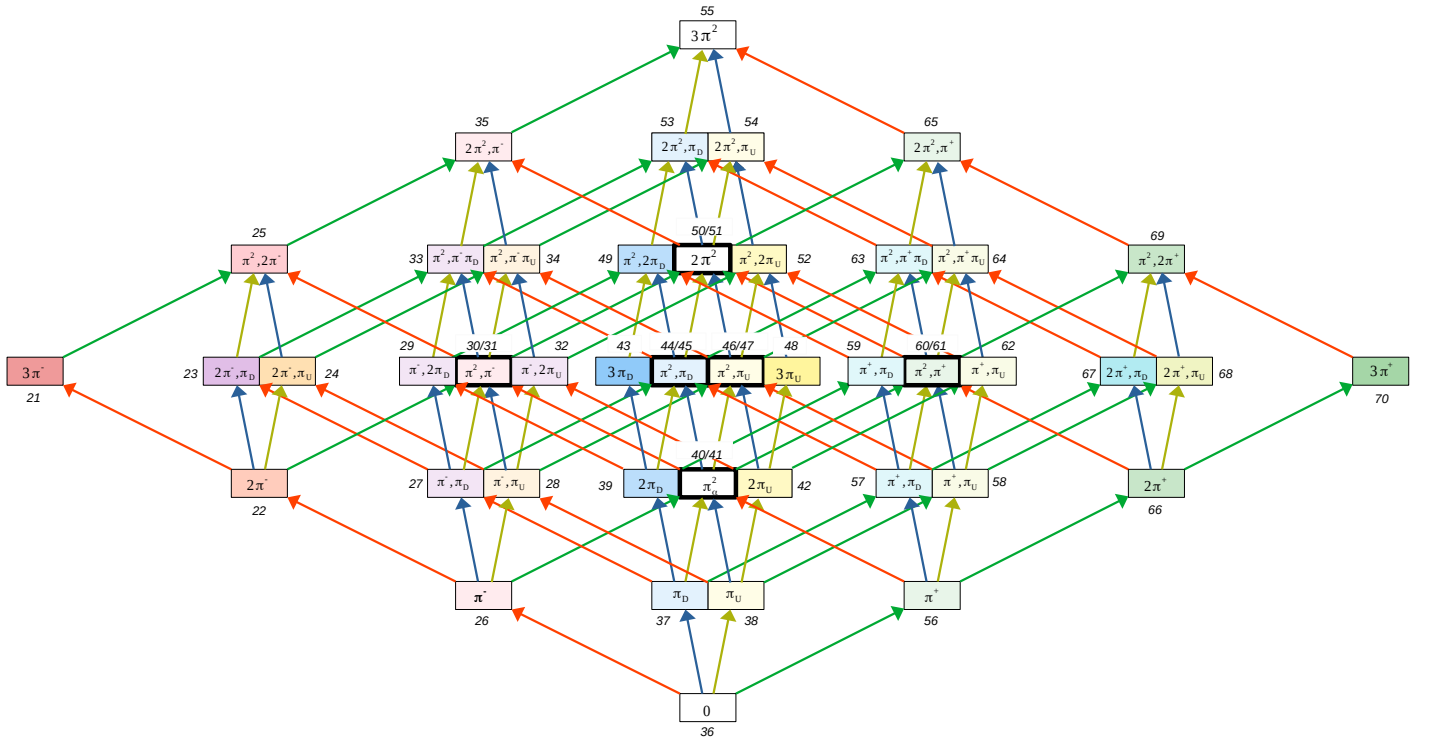 55
3π²
35 53 54 65
2π²,π⁻ 2π²,π_D 2π²,π_U 2π²,π⁺
25 50/51 69
33 π²,π⁻π_D π²,π⁻π_U 34 49 π²,2π_D 2π² π²,2π_U 52 63 π²,π⁺π_D π²,π⁺π_U 64
π²,2π⁻ π²,2π⁺
29 30/31 32 43 44/45 46/47 48 59 60/61 62
3π⁻ 23 2π⁻,π_D 2π⁻,π_U 24 π⁻,2π_D π²,π⁻ π⁻,2π_U 3π_D π²,π_D π²,π_U 3π_U π⁺,π_D π²,π⁺ π⁺,π_U 67 2π⁺,π_D 2π⁺,π_U 68 3π⁺
21 70
40/41
2π⁻ 27 π⁻,π_D π⁻,π_U 28 39 2π_D π²_α 2π_U 42 57 π⁺,π_D π⁺,π_U 58 2π⁺
22 66
π⁻ π_D π_U π⁺
26 37 38 56
0
36